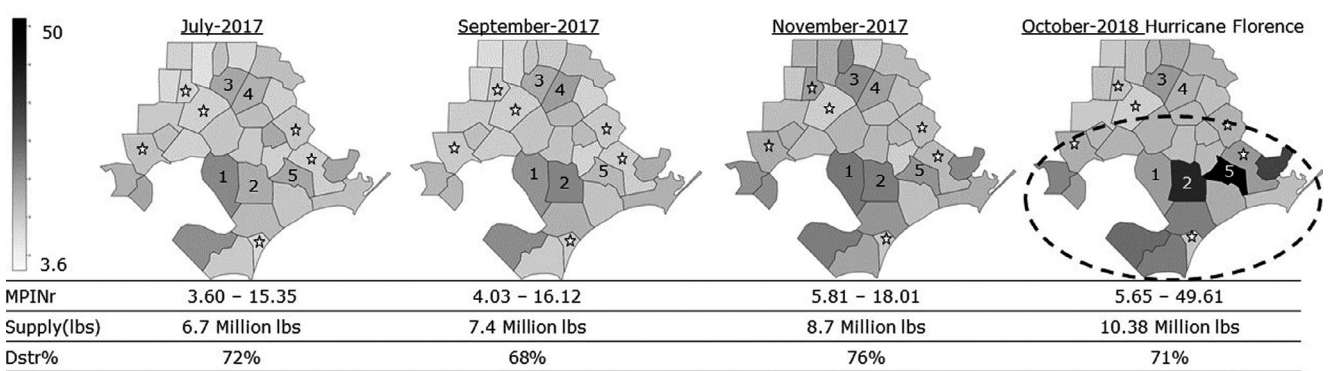 July-2017 September-2017 November-2017 October-2018 Hurricane Florence
50
3.6
3 4 1 2 5
3 4 1 2 5
3 4 1 2 5
3 4 1 2 5
MPINr 3.60 – 15.35 4.03 – 16.12 5.81 – 18.01 5.65 – 49.61
Supply(lbs) 6.7 Million lbs 7.4 Million lbs 8.7 Million lbs 10.38 Million lbs
Dstr% 72% 68% 76% 71%